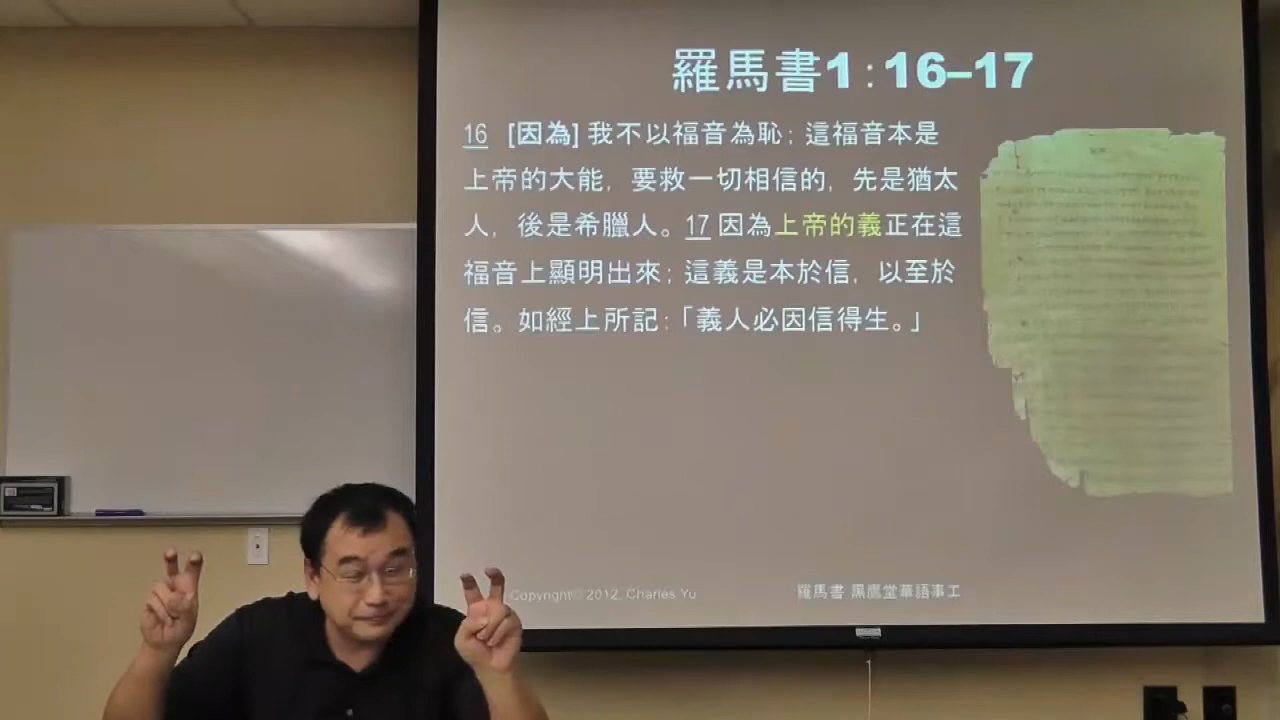 羅馬書1：16–17
16 [因為] 我不以福音為恥；這福音本是
上帝的大能，要救一切相信的，先是猶太
人，後是希臘人。17 因為上帝的義正在這
福音上顯明出來；這義是本於信，以至於
信。如經上所記：「義人必因信得生。」
Copyright© 2012, Charles Yu
羅馬書 黑鷹堂華語事工